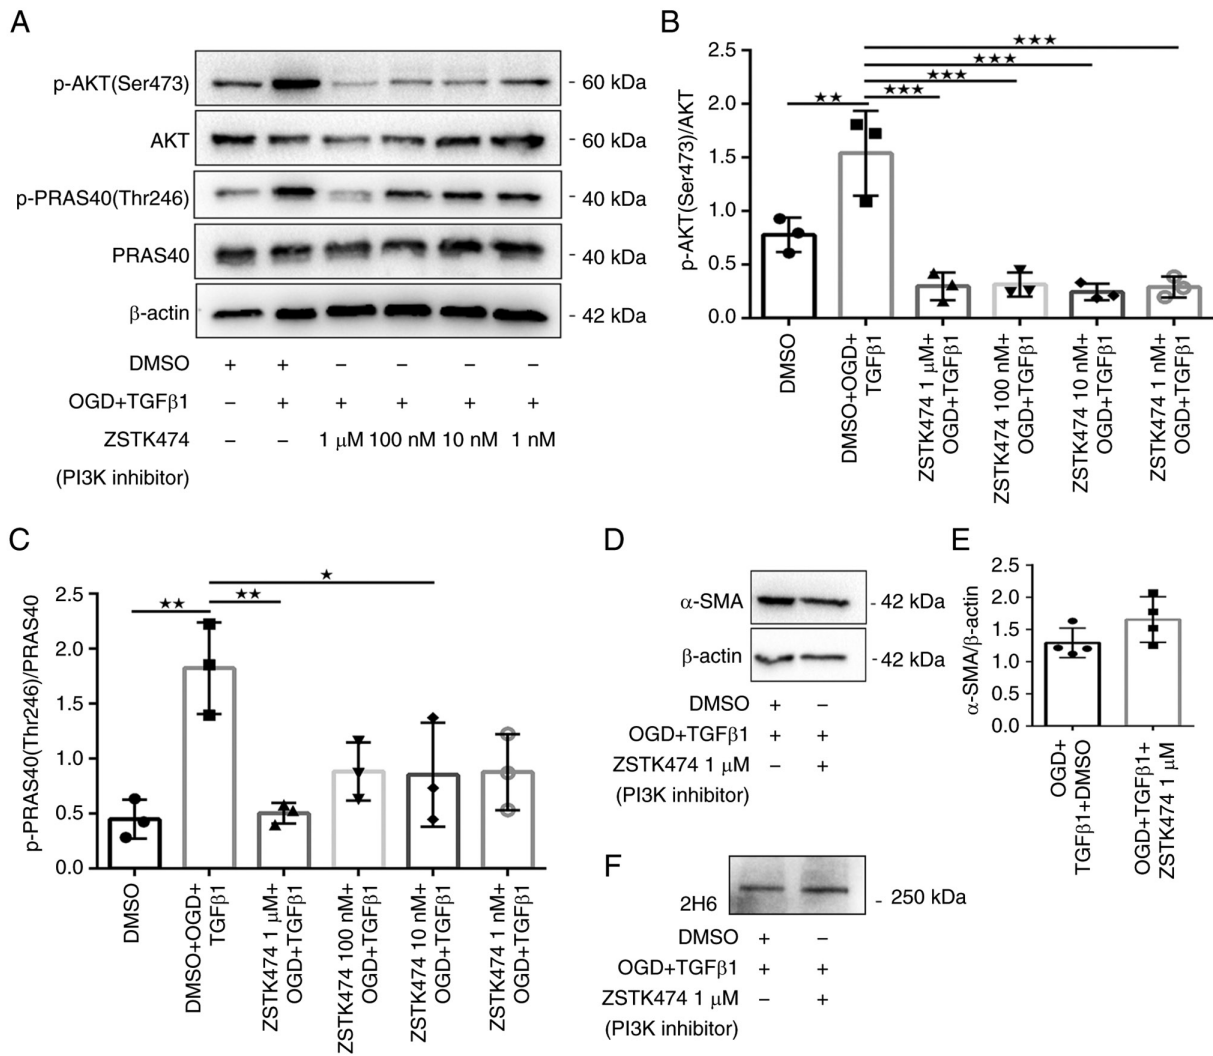 A
p-AKT(Ser473)
- 60 kDa
AKT
- 60 kDa
p-PRAS40(Thr246)
- 40 kDa
PRAS40
- 40 kDa
β-actin
- 42 kDa
DMSO + + – – – –
OGD+TGFβ1 – + + + + +
ZSTK474 – – 1 μM 100 nM 10 nM 1 nM
(PI3K inhibitor)
B
p-AKT(Ser473)/AKT
2.5
2.0
1.5
1.0
0.5
0.0
★★
★★★
★★★
★★★
★★★
DMSO
DMSO+OGD+
TGFβ1
ZSTK474 1 μM+
OGD+TGFβ1
ZSTK474 100 nM+
OGD+TGFβ1
ZSTK474 10 nM+
OGD+TGFβ1
ZSTK474 1 nM+
OGD+TGFβ1
C
p-PRAS40(Thr246)/PRAS40
2.5
2.0
1.5
1.0
0.5
0.0
★★
★★
★
DMSO
DMSO+OGD+
TGFβ1
ZSTK474 1 μM+
OGD+TGFβ1
ZSTK474 100 nM+
OGD+TGFβ1
ZSTK474 10 nM+
OGD+TGFβ1
ZSTK474 1 nM+
OGD+TGFβ1
D
α-SMA
- 42 kDa
β-actin
- 42 kDa
DMSO + –
OGD+TGFβ1 + +
ZSTK474 1 μM – +
(PI3K inhibitor)
E
α-SMA/β-actin
2.5
2.0
1.5
1.0
0.5
0.0
OGD+
TGFβ1+DMSO
OGD+TGFβ1+
ZSTK474 1 μM
F
2H6
- 250 kDa
DMSO + –
OGD+TGFβ1 + +
ZSTK474 1 μM – +
(PI3K inhibitor)